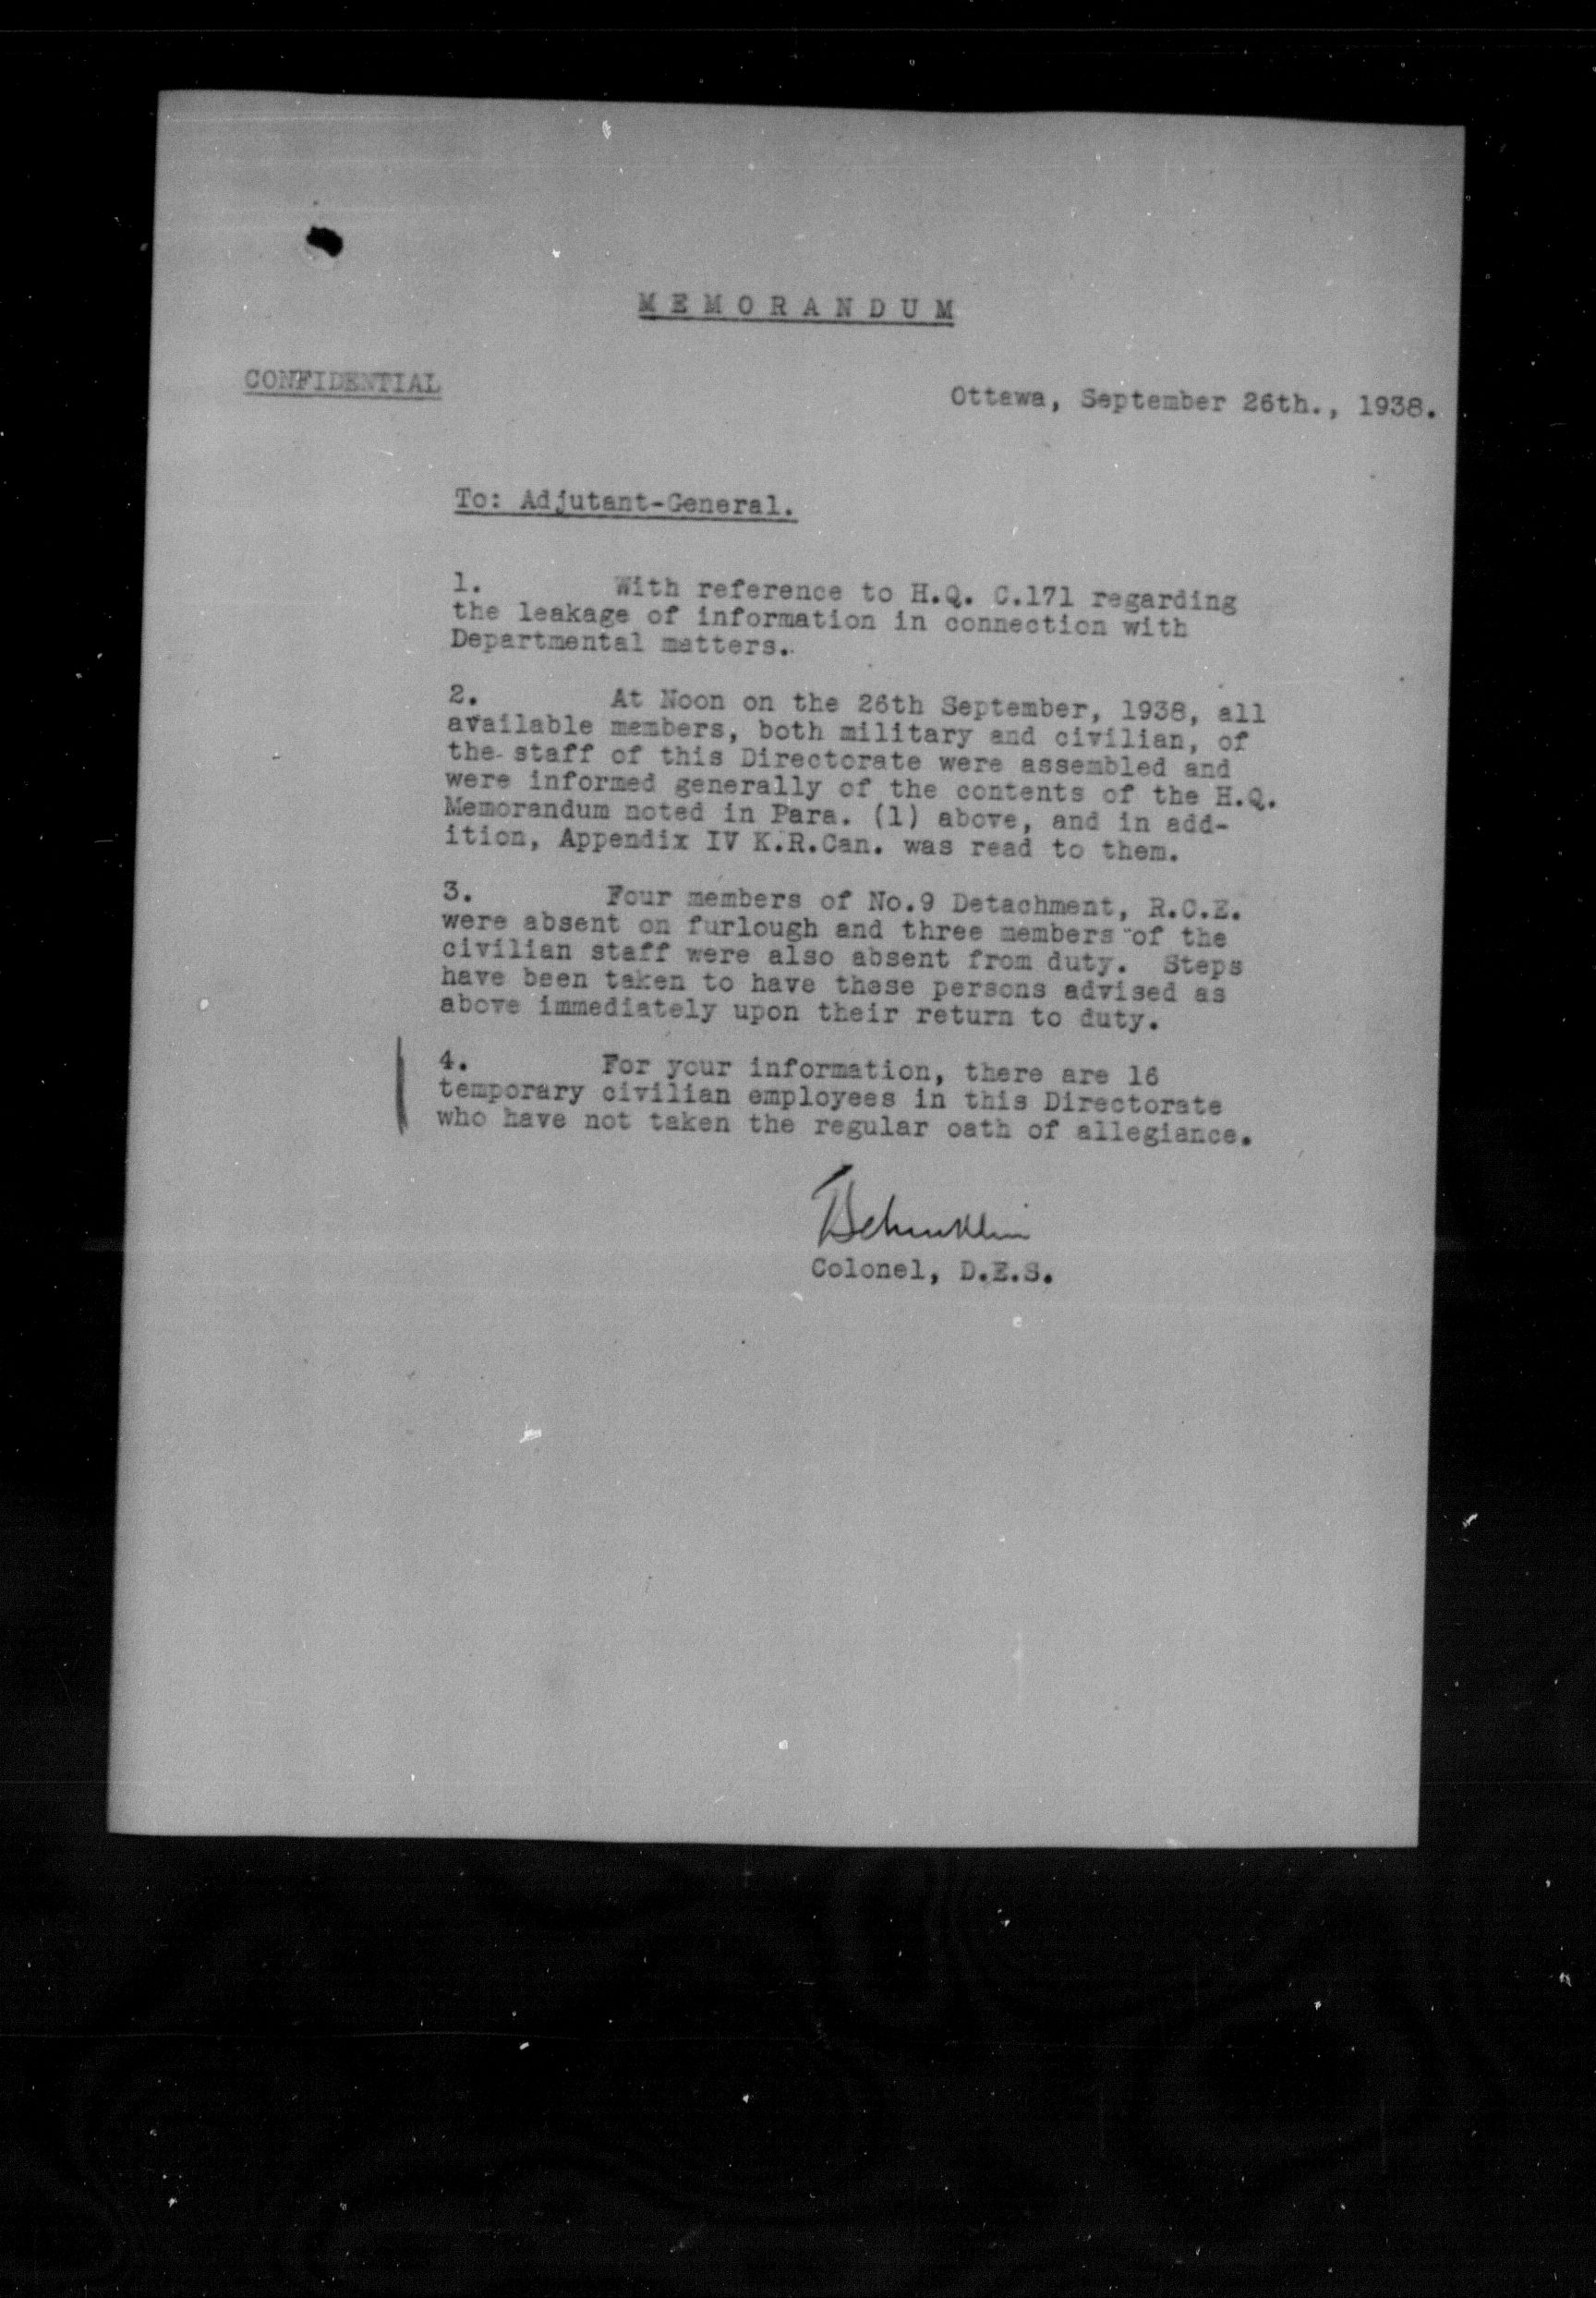 MEMORANDUM
CONFIDENTIAL
Ottawa, September 26th., 1938.
To: Adjutant-General.
1. With reference to H.Q. C.171 regarding
the leakage of information in connection with
Departmental matters.
2. At Noon on the 26th September, 1938, all
available members, both military and civilian, of
the staff of this Directorate were assembled and
were informed generally of the contents of the H.Q.
Memorandum noted in Para. (1) above, and in add-
ition, Appendix IV K.R.Can. was read to them.
3. Four members of No.9 Detachment, R.C.E.
were absent on furlough and three members of the
civilian staff were also absent from duty. Steps
have been taken to have these persons advised as
above immediately upon their return to duty.
4. For your information, there are 16
temporary civilian employees in this Directorate
who have not taken the regular oath of allegiance.
Colonel, D.E.S.